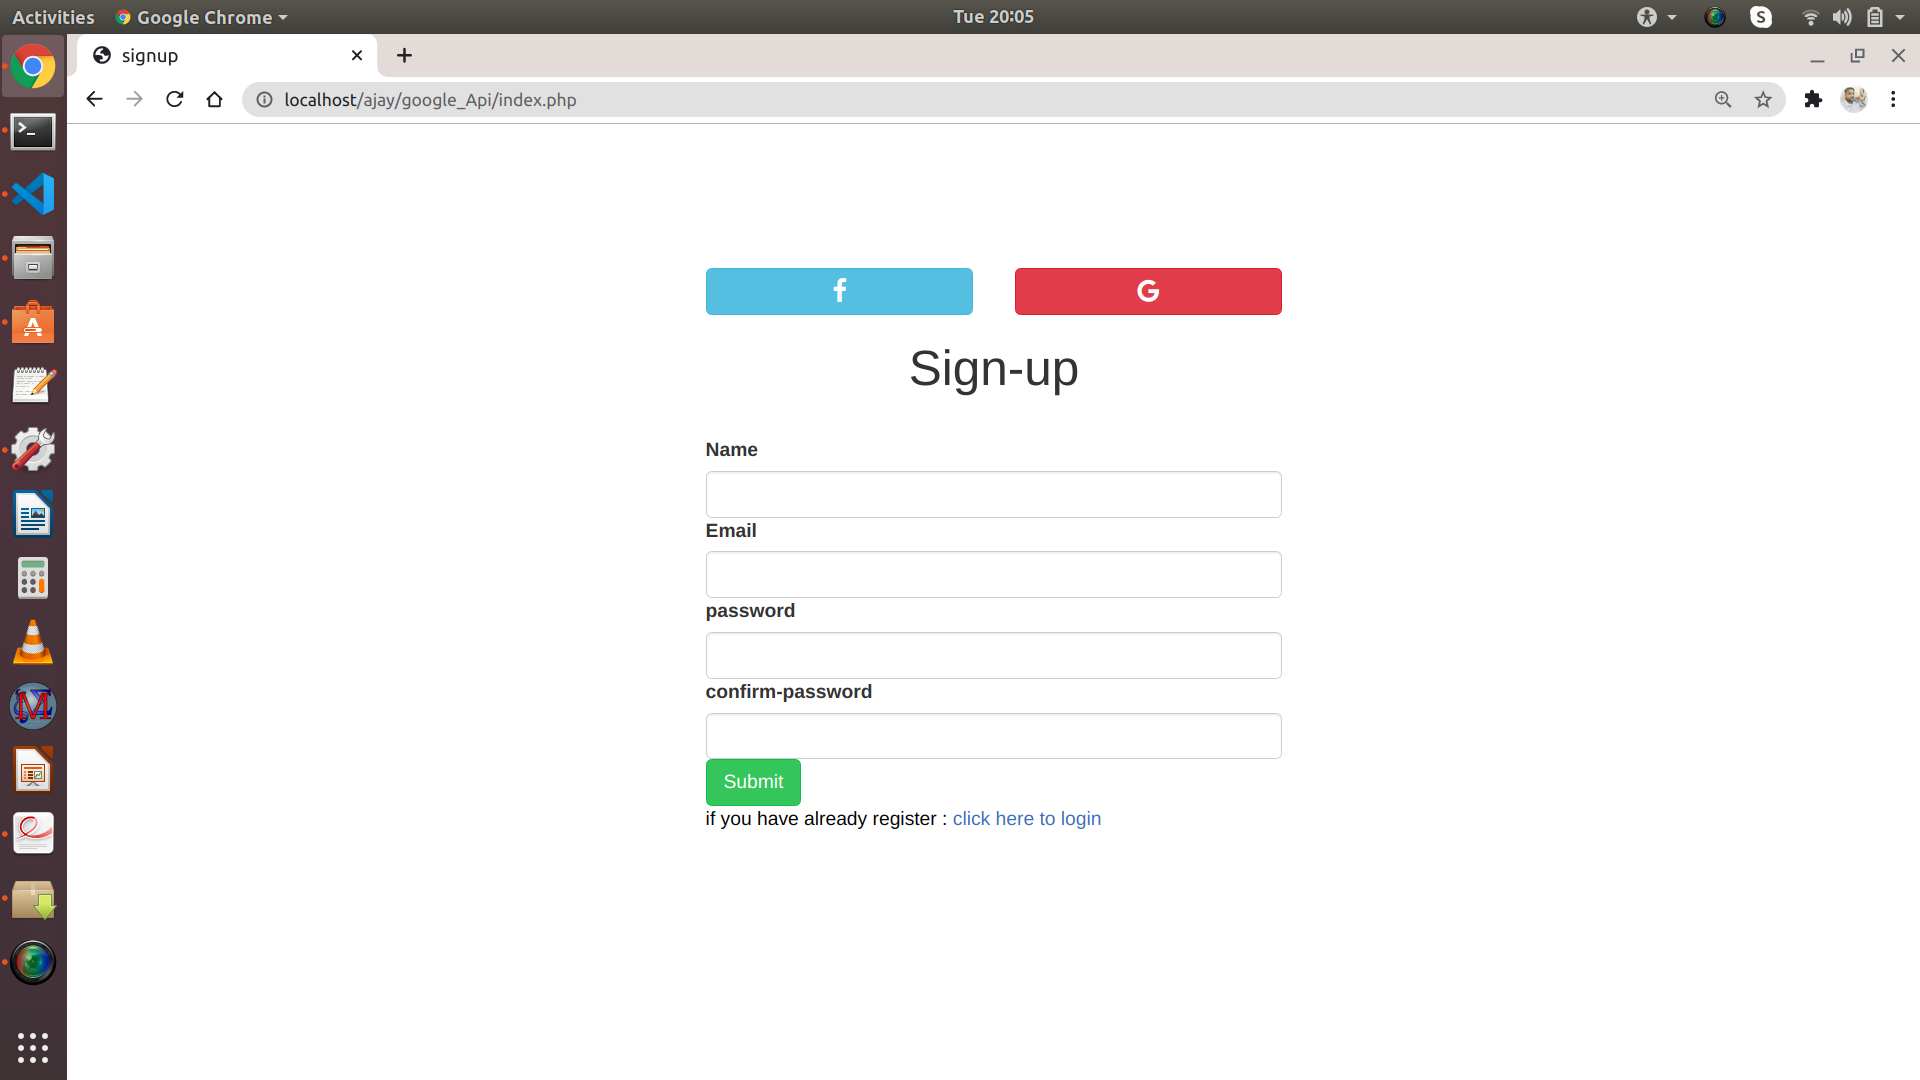 Activities Google Chrome Tue 20:05
signup
localhost/ajay/google_Api/index.php
Sign-up
Name
Email
password
confirm-password
Submit
if you have already register : click here to login